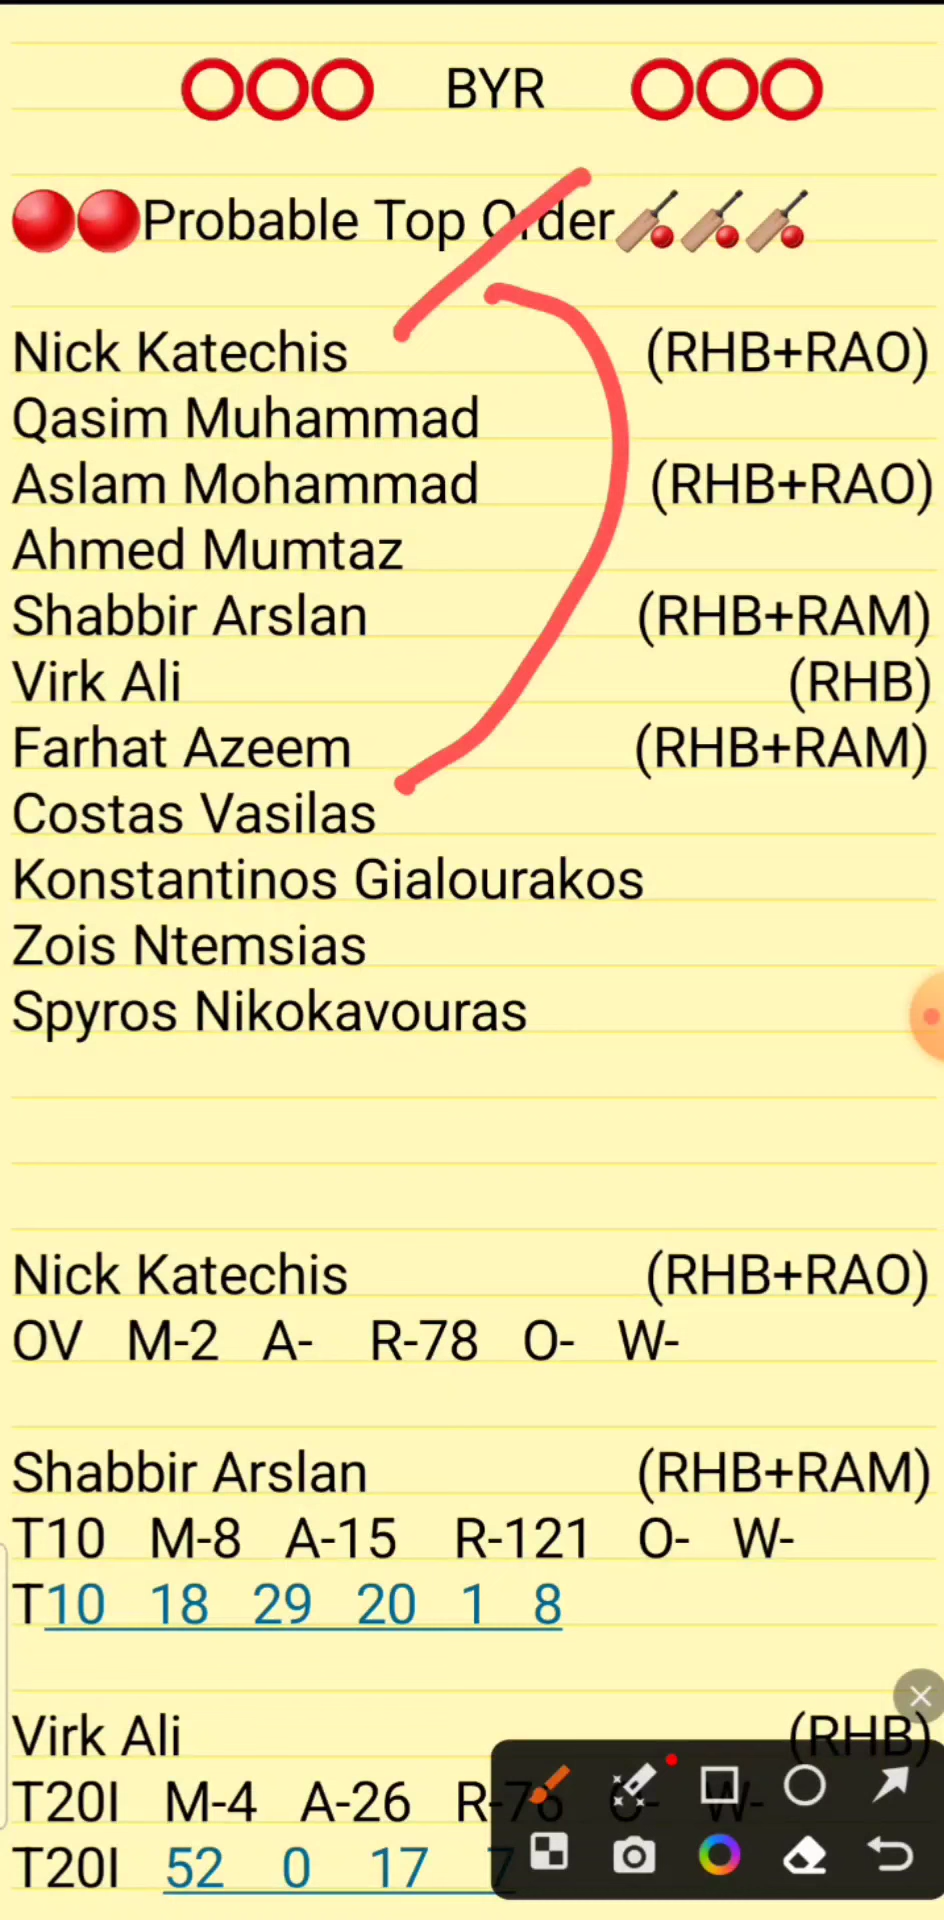 BYR
Probable Top Order
Nick Katechis (RHB+RAO)
Qasim Muhammad
Aslam Mohammad (RHB+RAO)
Ahmed Mumtaz
Shabbir Arslan (RHB+RAM)
Virk Ali (RHB)
Farhat Azeem (RHB+RAM)
Costas Vasilas
Konstantinos Gialourakos
Zois Ntemsias
Spyros Nikokavouras
Nick Katechis (RHB+RAO)
OV M-2 A- R-78 O- W-
Shabbir Arslan (RHB+RAM)
T10 M-8 A-15 R-121 O- W-
T10 18 29 20 1 8
Virk Ali (RHB)
T20I M-4 A-26 R-76 O- W-
T20I 52 0 17 7